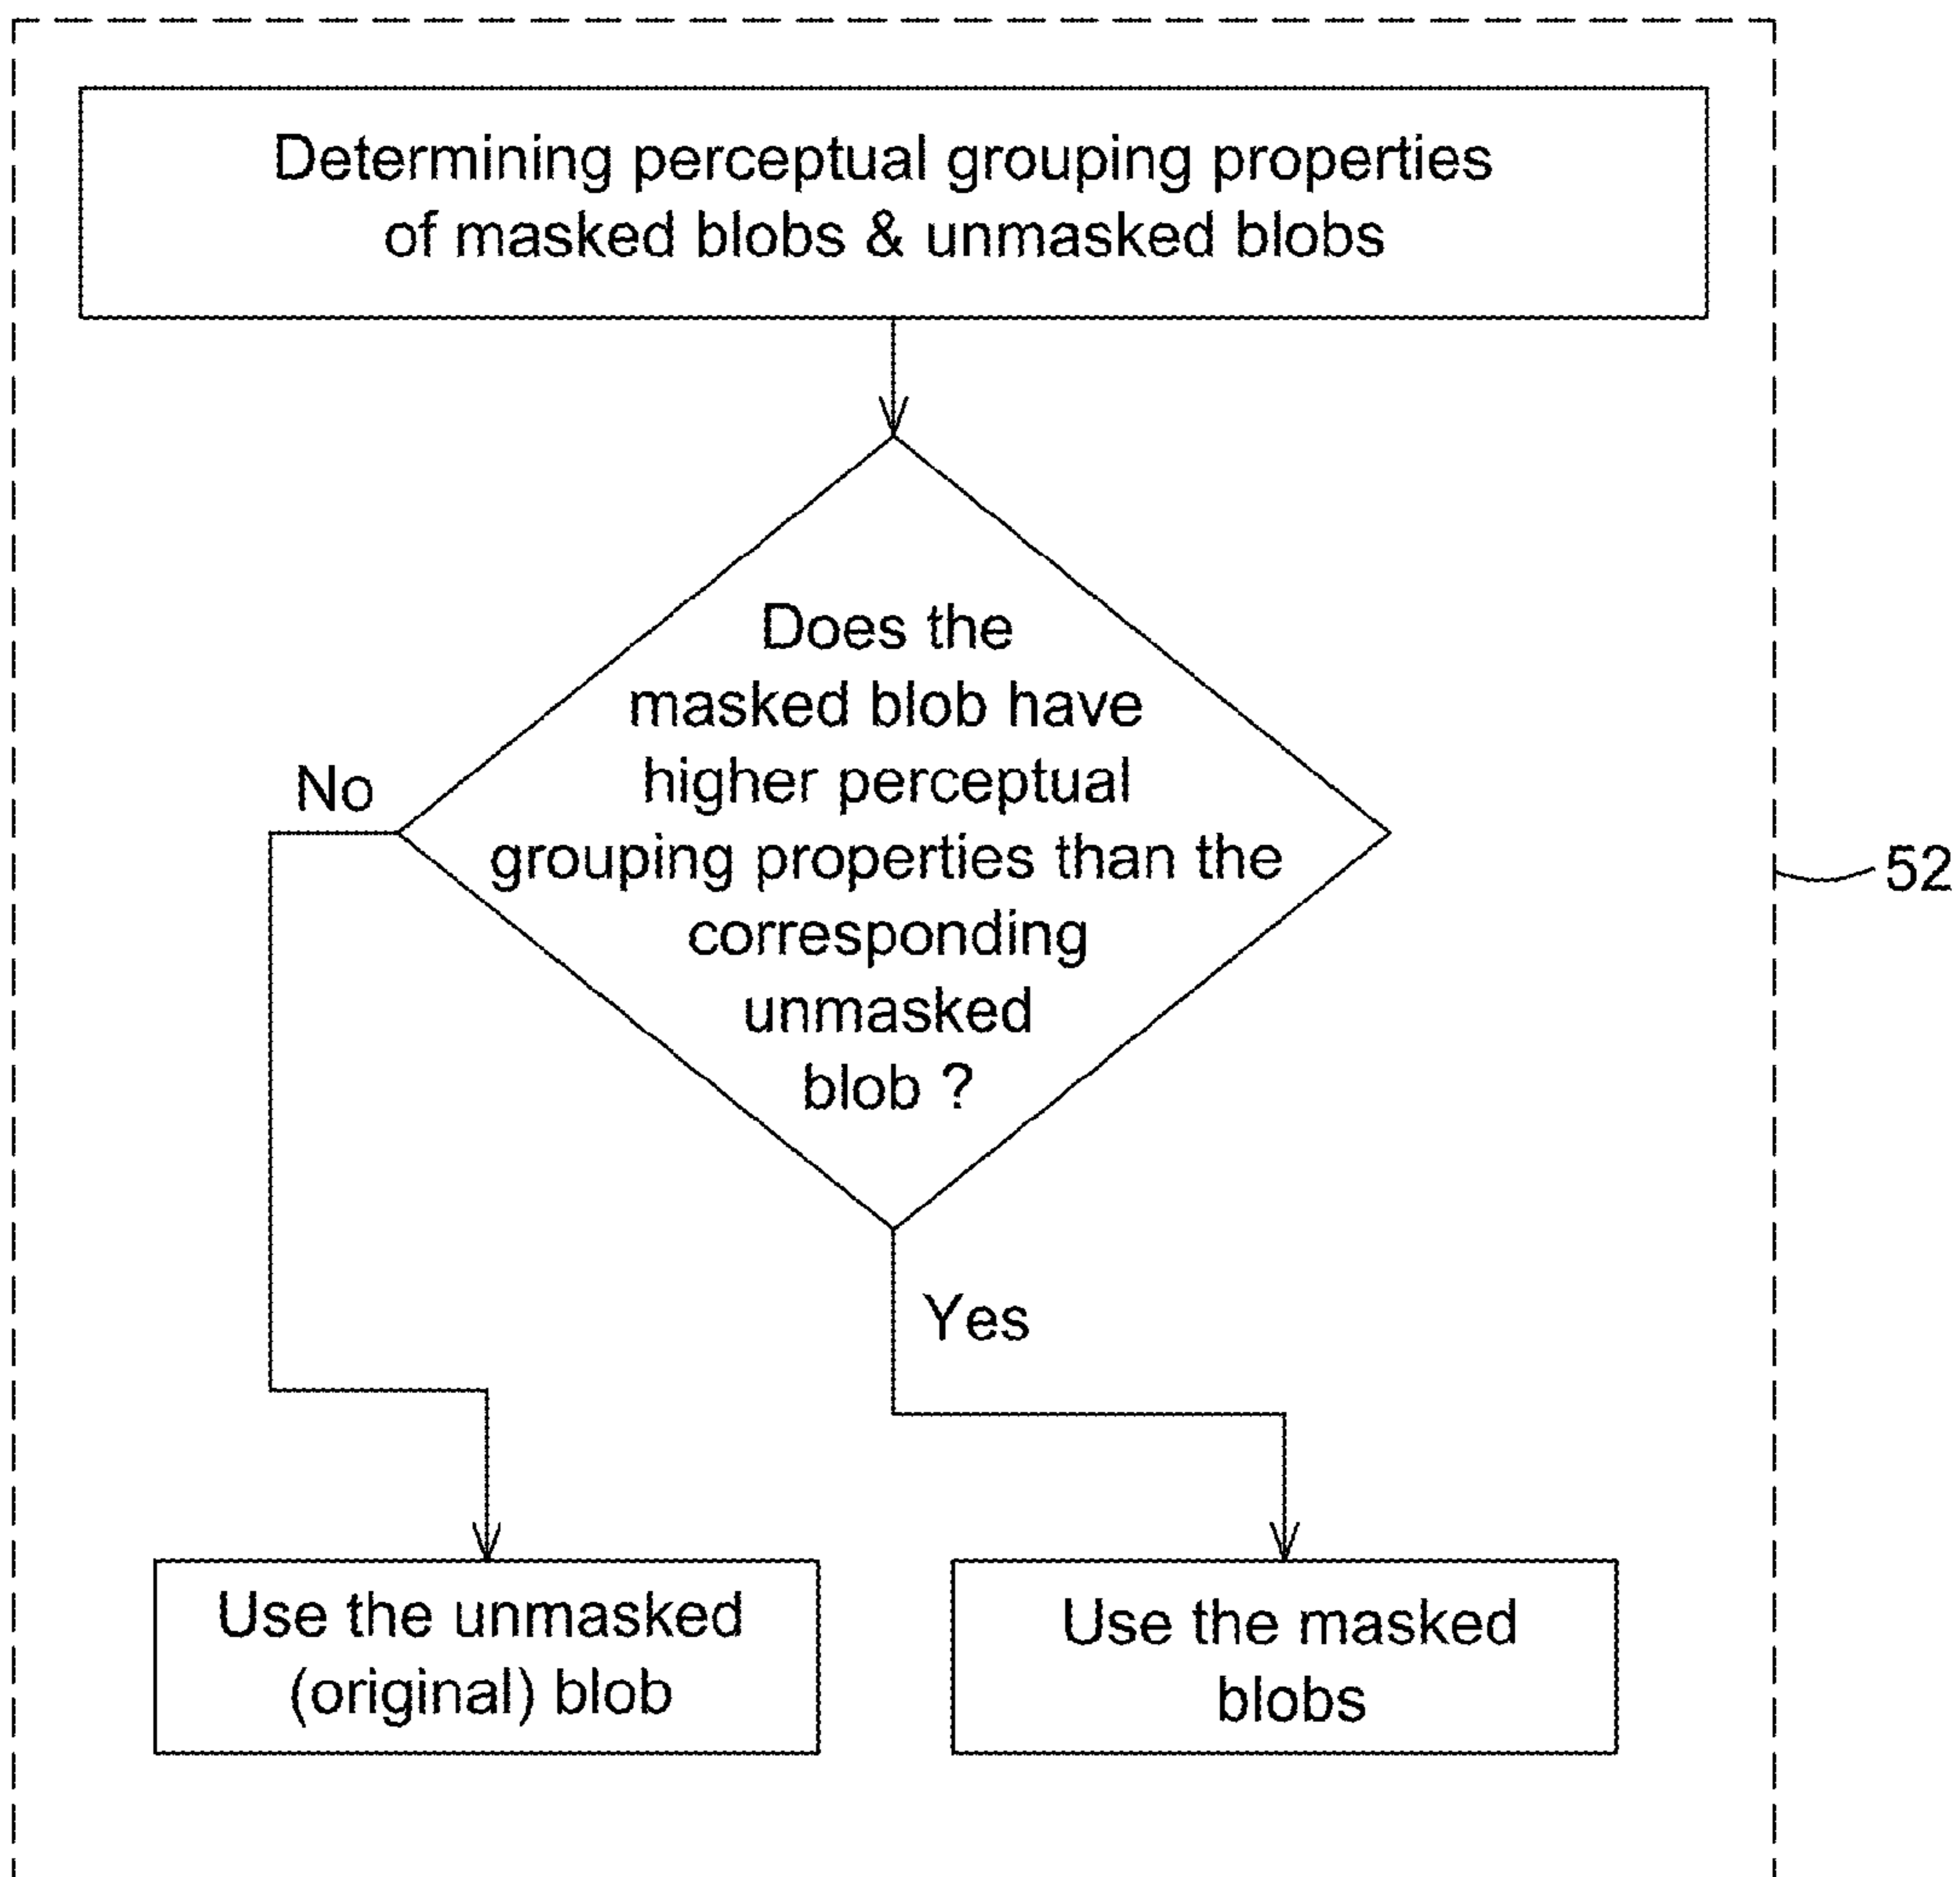 Determining perceptual grouping properties
of masked blobs & unmasked blobs
Does the
masked blob have
higher perceptual
grouping properties than the
corresponding
unmasked
blob ?
No
52
Yes
Use the unmasked
(original) blob
Use the masked
blobs